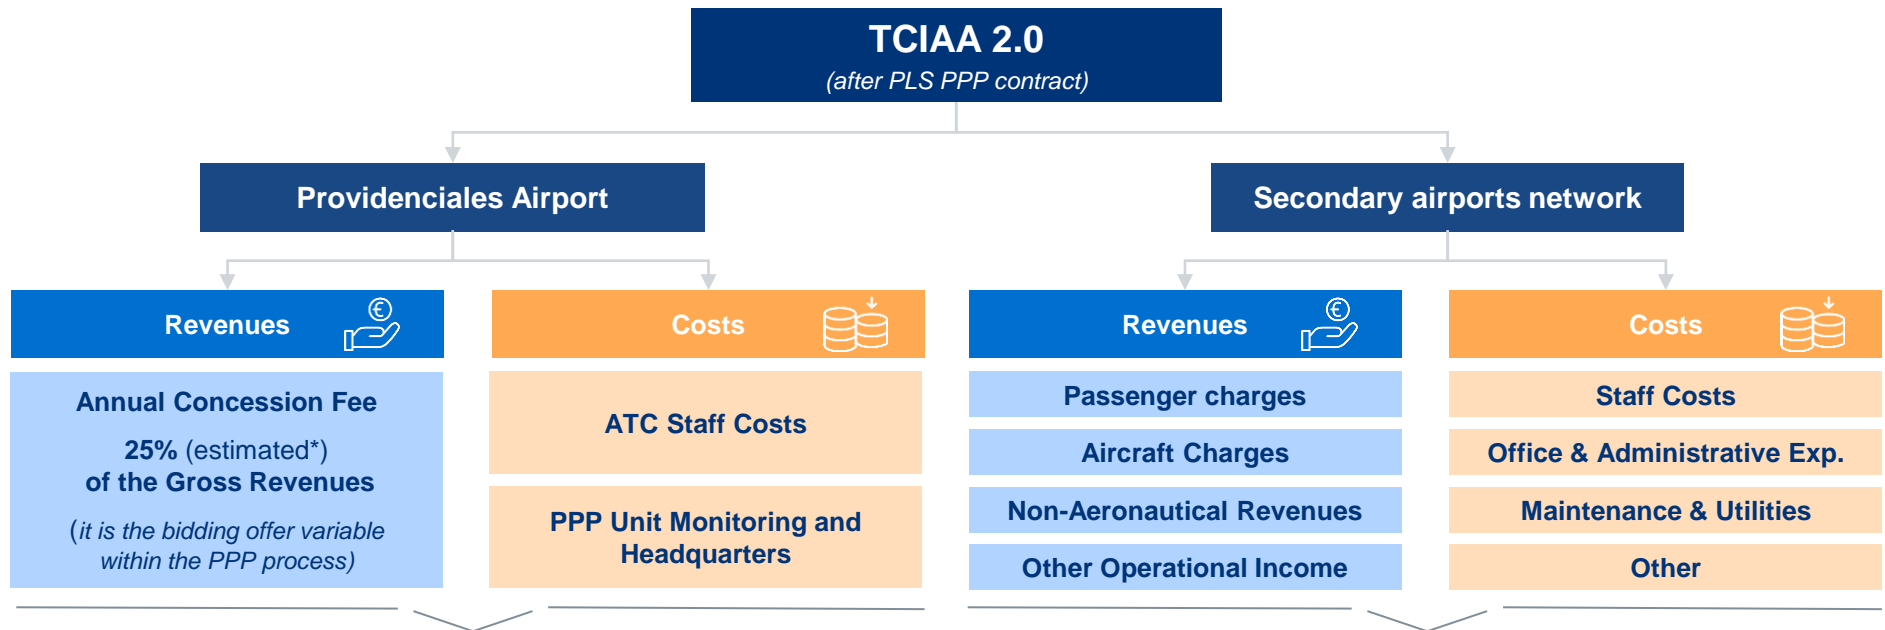 TCIAA 2.0
(after PLS PPP contract)
Providenciales Airport
Secondary airports network
Revenues
€
Costs
Revenues
€
Costs
Annual Concession Fee
25% (estimated*)
of the Gross Revenues
(it is the bidding offer variable
within the PPP process)
ATC Staff Costs
PPP Unit Monitoring and
Headquarters
Passenger charges
Aircraft Charges
Non-Aeronautical Revenues
Other Operational Income
Staff Costs
Office & Administrative Exp.
Maintenance & Utilities
Other